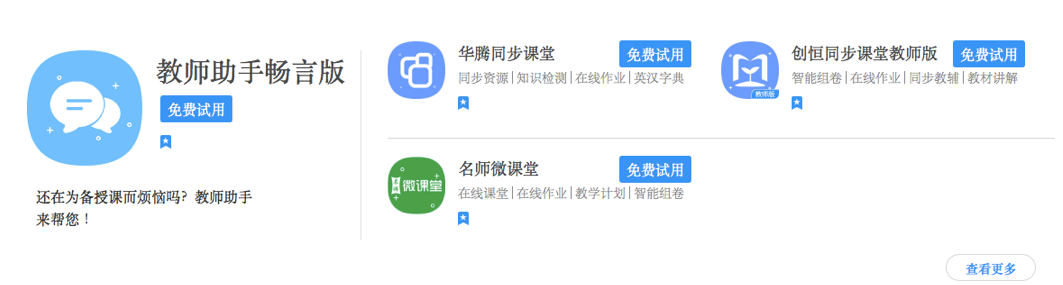 教师助手畅言版
免费试用
还在为备授课而烦恼吗？教师助手
来帮您！
华腾同步课堂
免费试用
同步资源|知识检测|在线作业|英汉字典
创恒同步课堂教师版
免费试用
智能组卷|在线作业|同步教辅|教材讲解
教师版
名师微课堂
免费试用
在线课堂|在线作业|教学计划|智能组卷
名师微课堂
查看更多